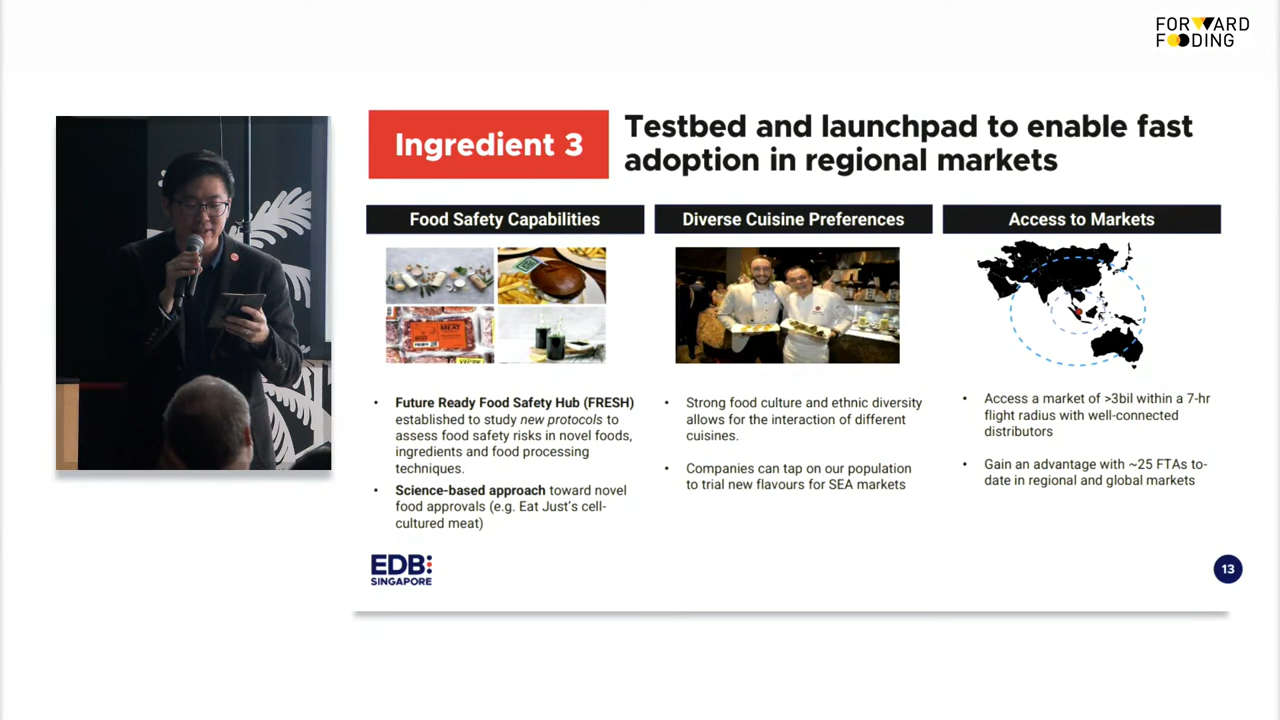 FORWARD
FOODING
Ingredient 3
Testbed and launchpad to enable fast
adoption in regional markets
Food Safety Capabilities
Diverse Cuisine Preferences
Access to Markets
MEAT
• Future Ready Food Safety Hub (FRESH)
established to study new protocols to
assess food safety risks in novel foods,
ingredients and food processing
techniques.
• Science-based approach toward novel
food approvals (e.g. Eat Just's cell-
cultured meat)
• Strong food culture and ethnic diversity
allows for the interaction of different
cuisines.
• Companies can tap on our population
to trial new flavours for SEA markets
• Access a market of >3bil within a 7-hr
flight radius with well-connected
distributors
• Gain an advantage with ~25 FTAs to-
date in regional and global markets
EDB
SINGAPORE
13